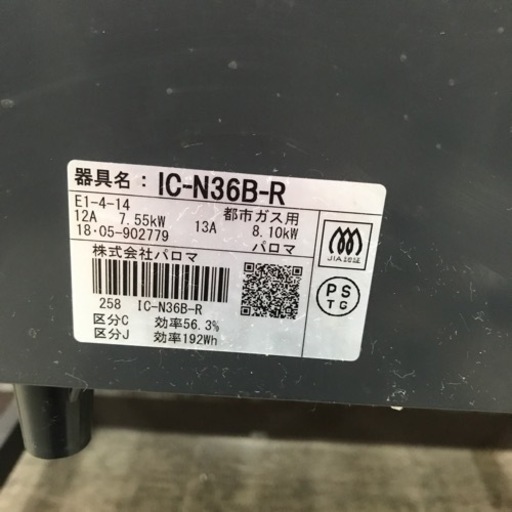 器具名: IC-N36B-R
E1-4-14 都市ガス用
12A 7.55kW 13A 8.10kW
18・05-902779 パロマ
株式会社パロマ
258 IC-N36B-R
区分C 効率56.3%
区分J 効率192Wh
JIA認証
PS
TG